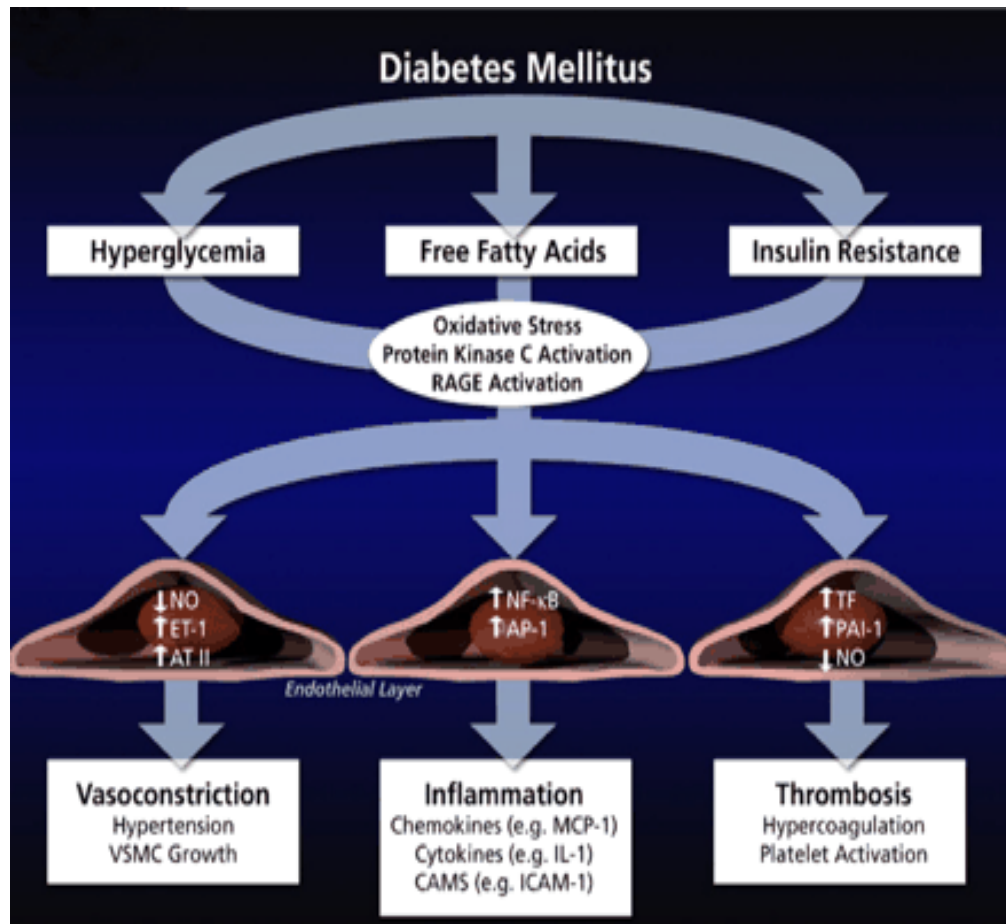 Diabetes Mellitus
Hyperglycemia
Free Fatty Acids
Insulin Resistance
Oxidative Stress
Protein Kinase C Activation
RAGE Activation
↓NO
↑ET-1
↑AT II
↑NF-κB
↑AP-1
↑TF
↑PAI-1
↓NO
Endothelial Layer
Vasoconstriction
Hypertension
VSMC Growth
Inflammation
Chemokines (e.g. MCP-1)
Cytokines (e.g. IL-1)
CAMS (e.g. ICAM-1)
Thrombosis
Hypercoagulation
Platelet Activation